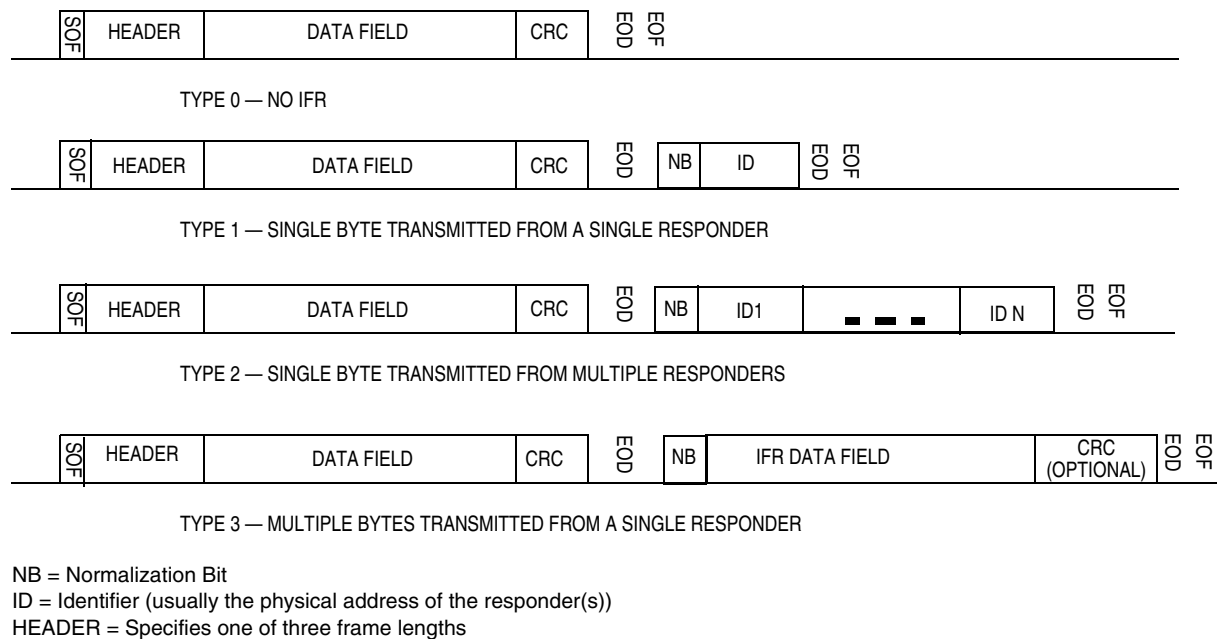 SOF HEADER DATA FIELD CRC EOD EOF
TYPE 0 — NO IFR
SOF HEADER DATA FIELD CRC EOD NB ID EOD EOF
TYPE 1 — SINGLE BYTE TRANSMITTED FROM A SINGLE RESPONDER
SOF HEADER DATA FIELD CRC EOD NB ID1 ID N EOD EOF
TYPE 2 — SINGLE BYTE TRANSMITTED FROM MULTIPLE RESPONDERS
SOF HEADER DATA FIELD CRC EOD NB IFR DATA FIELD CRC (OPTIONAL) EOD EOF
TYPE 3 — MULTIPLE BYTES TRANSMITTED FROM A SINGLE RESPONDER
NB = Normalization Bit
ID = Identifier (usually the physical address of the responder(s))
HEADER = Specifies one of three frame lengths